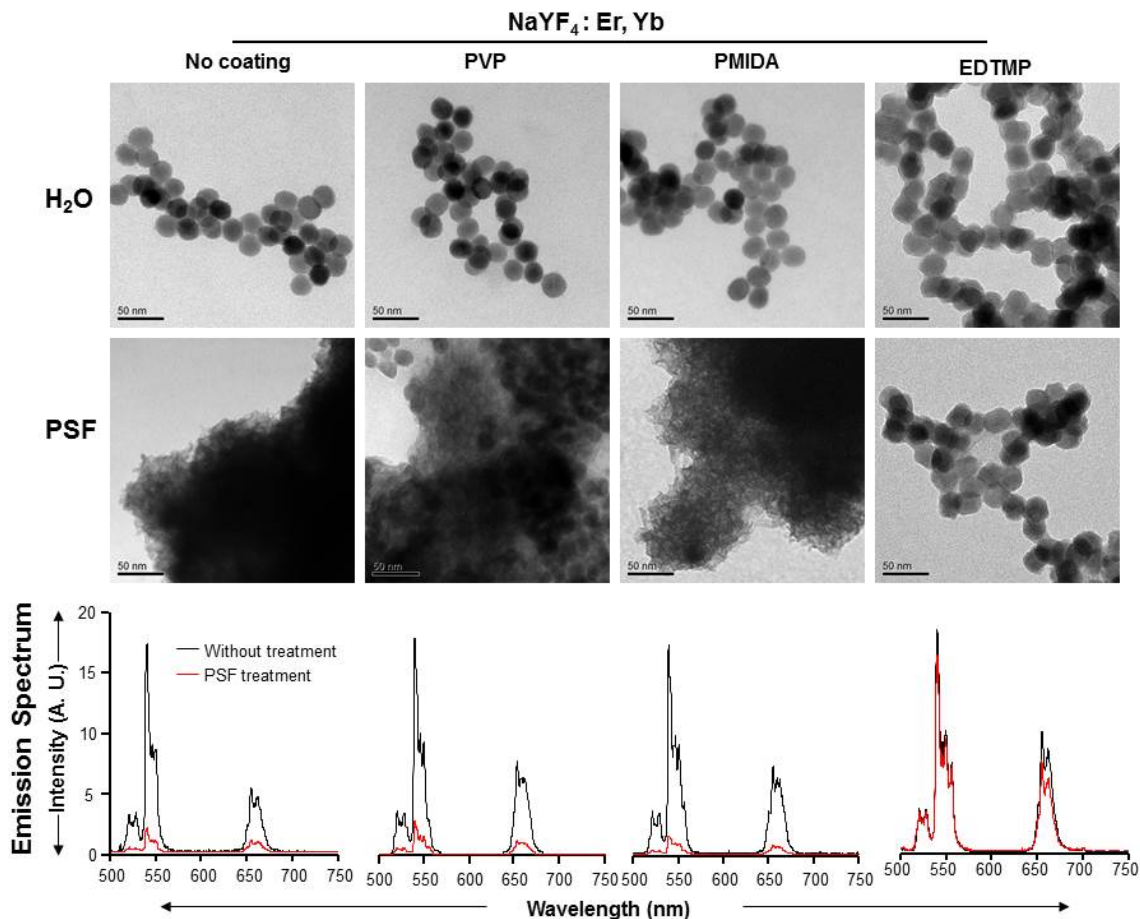 NaYF4: Er, Yb
No coating PVP PMIDA EDTMP
H2O
50 nm 50 nm 50 nm 50 nm
PSF
50 nm 50 nm 50 nm 50 nm
Emission Spectrum
Intensity (A. U.)
20
15
10
5
0
Without treatment
PSF treatment
500 550 600 650 700 750 500 550 600 650 700 750 500 550 600 650 700 750 500 550 600 650 700 750
Wavelength (nm)